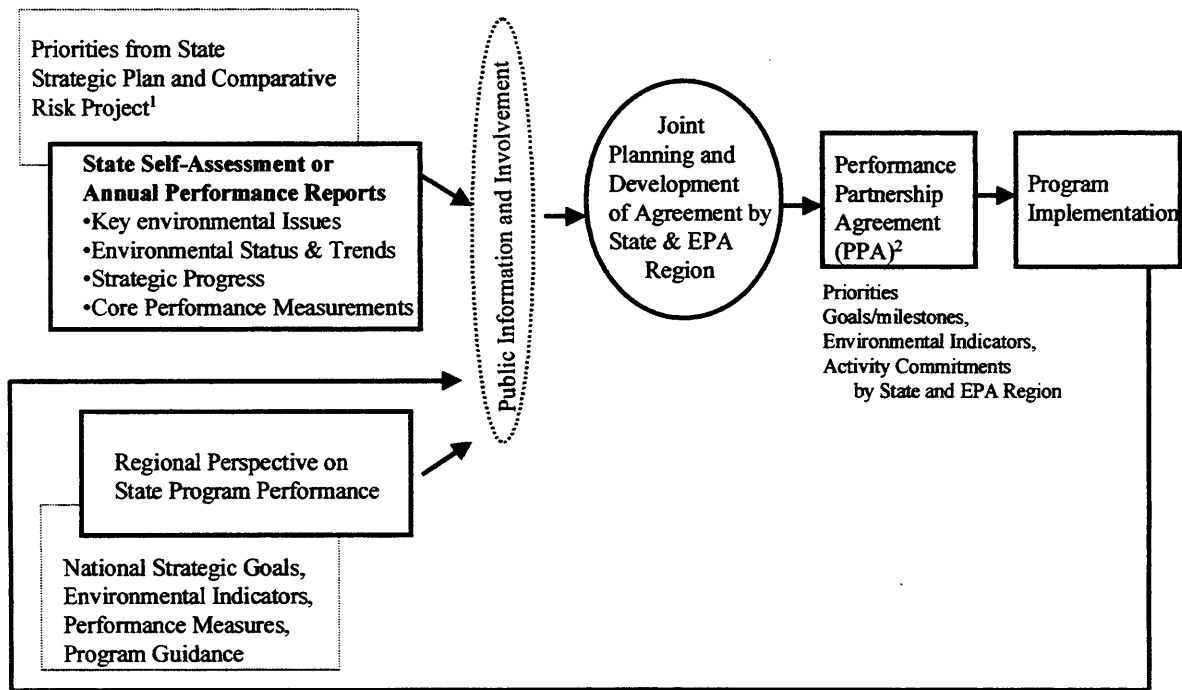 Priorities from State
Strategic Plan and Comparative
Risk Project¹
State Self-Assessment or
Annual Performance Reports
•Key environmental Issues
•Environmental Status & Trends
•Strategic Progress
•Core Performance Measurements
Regional Perspective on
State Program Performance
National Strategic Goals,
Environmental Indicators,
Performance Measures,
Program Guidance
Public Information and Involvement
Joint
Planning and
Development
of Agreement by
State & EPA
Region
Performance
Partnership
Agreement
(PPA)²
Priorities
Goals/milestones,
Environmental Indicators,
Activity Commitments
by State and EPA Region
Program
Implementation